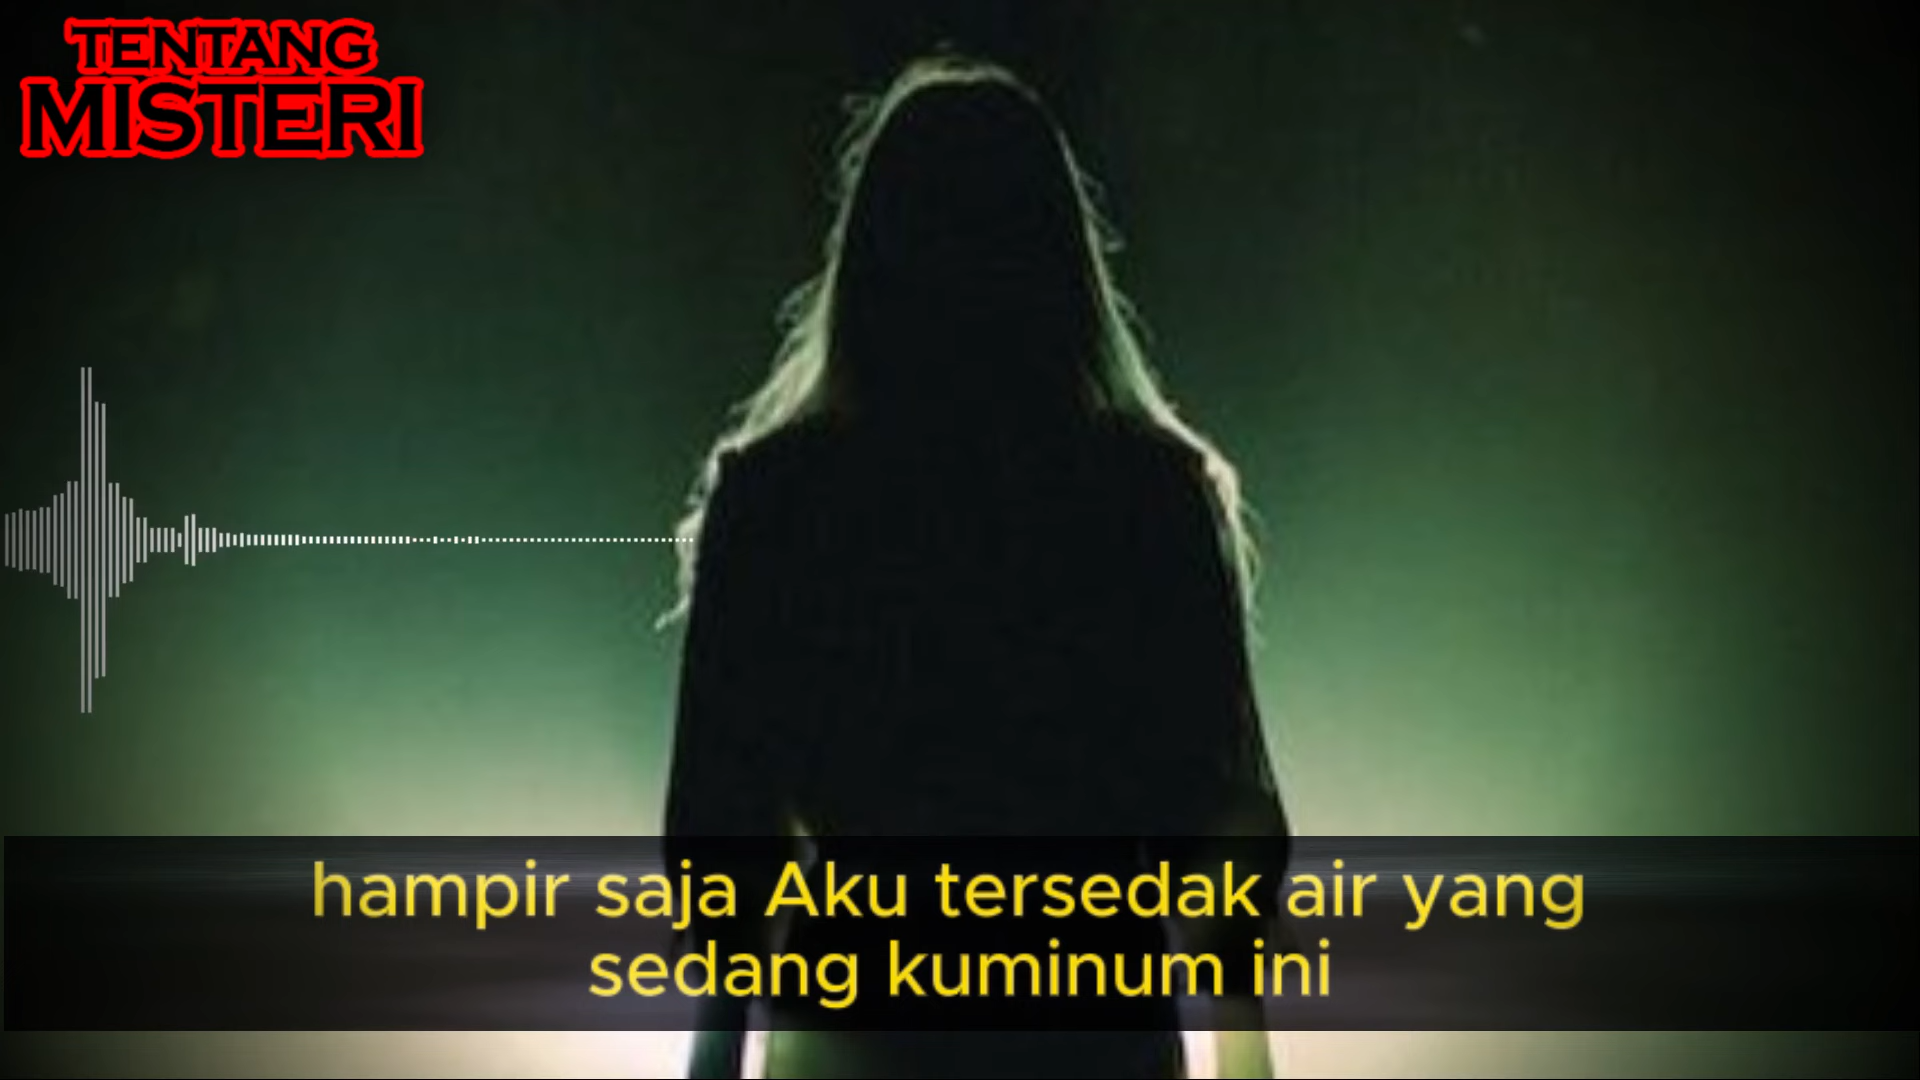 TENTANG
MISTERI
hampir saja Aku tersedak air yang
sedang kuminum ini